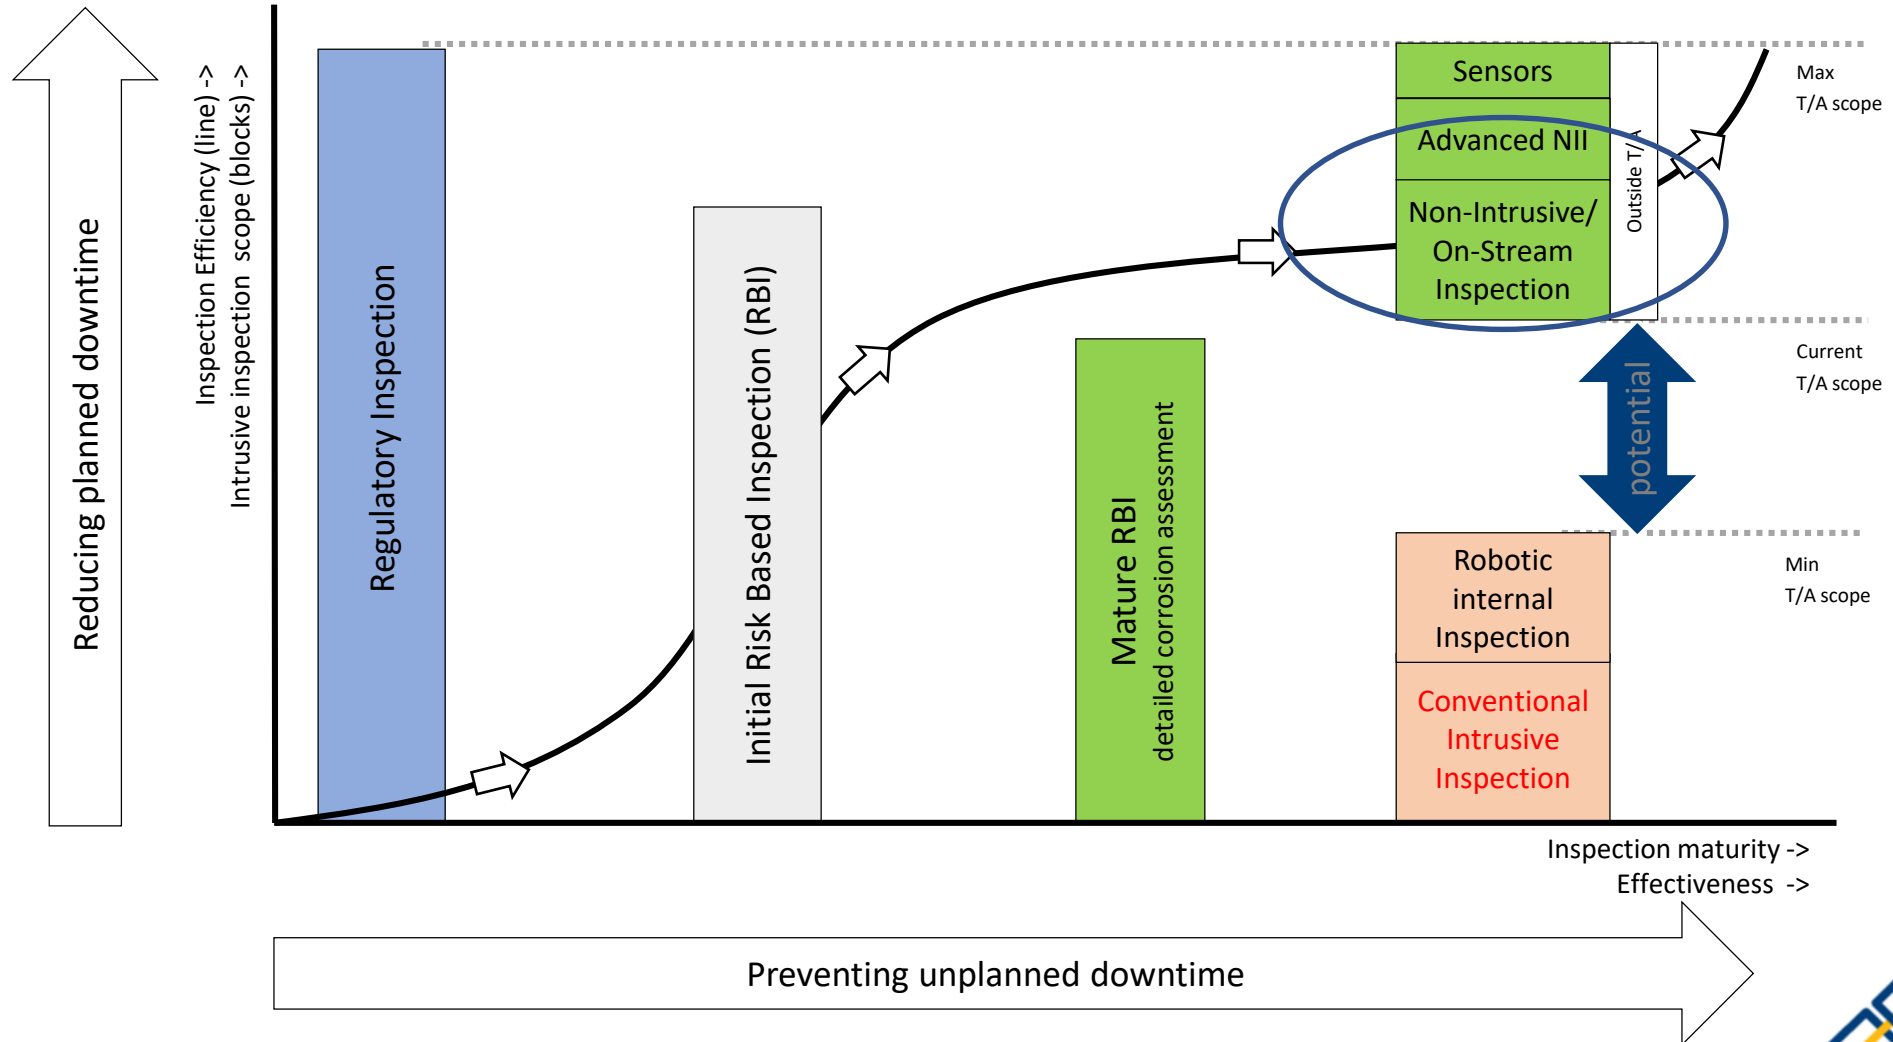 Reducing planned downtime
Inspection Efficiency (line) ->
Intrusive inspection scope (blocks) ->
Regulatory Inspection
Initial Risk Based Inspection (RBI)
Mature RBI
detailed corrosion assessment
Sensors
Advanced NII
Non-Intrusive/
On-Stream
Inspection
Outside T/A
Max
T/A scope
Current
T/A scope
potential
Robotic
internal
Inspection
Conventional
Intrusive
Inspection
Min
T/A scope
Inspection maturity ->
Effectiveness ->
Preventing unplanned downtime